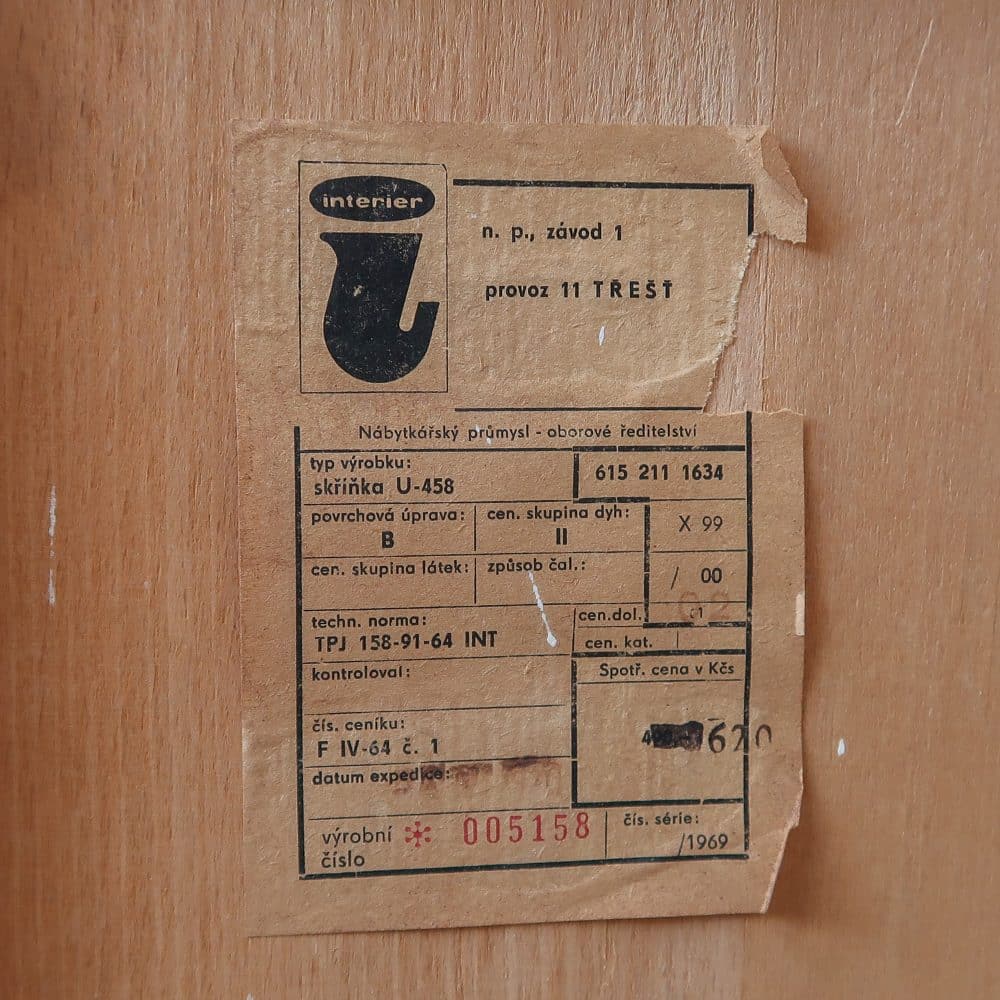 interier
n. p., závod 1
provoz 11 TŘEŠŤ
Nábytkářský průmysl - oborové ředitelství
typ výrobku:
skříňka U-458
615 211 1634
povrchová úprava:
B
cen. skupina dyh:
II
X 99
cen. skupina látek:
způsob čal.:
/ 00
techn. norma:
TPJ 158-91-64 INT
cen.dol.
cen. kat.
kontroloval:
Spotř. cena v Kčs
620
čís. ceníku:
F IV-64 č. 1
datum expedice:
výrobní
číslo
* 005158
čís. série:
/1969